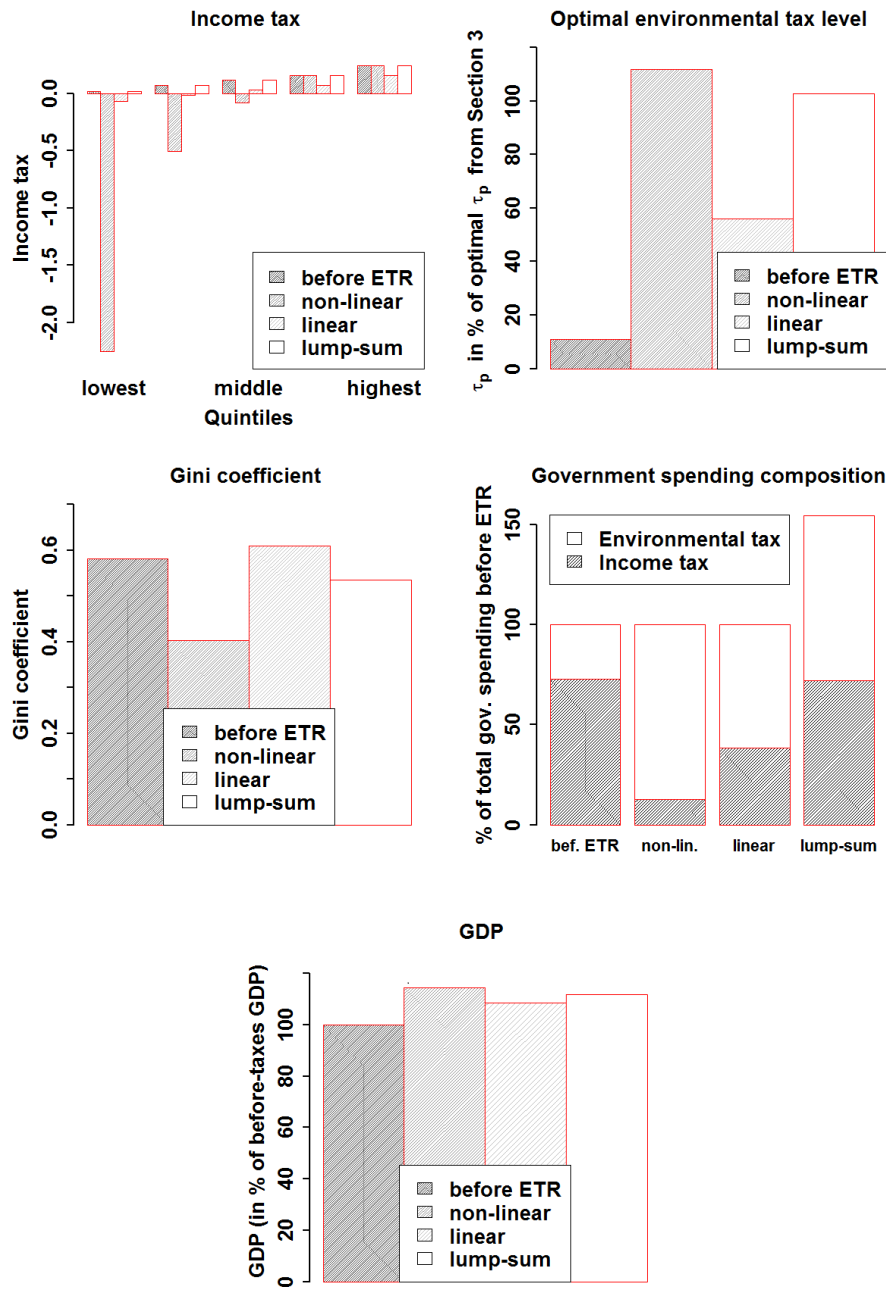 Income tax
Income tax
0.0
-0.5
-1.0
-1.5
-2.0
before ETR
non-linear
linear
lump-sum
lowest
middle
highest
Quintiles
Optimal environmental tax level
τp in % of optimal τp from Section 3
100
80
60
40
20
0
before ETR
non-linear
linear
lump-sum
Gini coefficient
Gini coefficient
0.6
0.4
0.2
0.0
before ETR
non-linear
linear
lump-sum
Government spending composition
% of total gov. spending before ETR
150
100
50
0
Environmental tax
Income tax
bef. ETR
non-lin.
linear
lump-sum
GDP
GDP (in % of before-taxes GDP)
100
80
60
40
20
0
before ETR
non-linear
linear
lump-sum